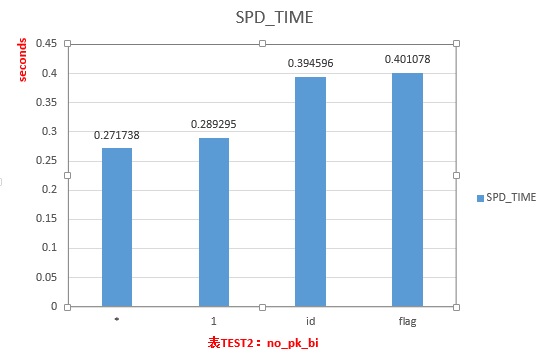 SPD_TIME
seconds
0.45
0.4
0.35
0.3
0.25
0.2
0.15
0.1
0.05
0
0.271738
0.289295
0.394596
0.401078
* 1 id flag
表TEST2：no_pk_bi
SPD_TIME